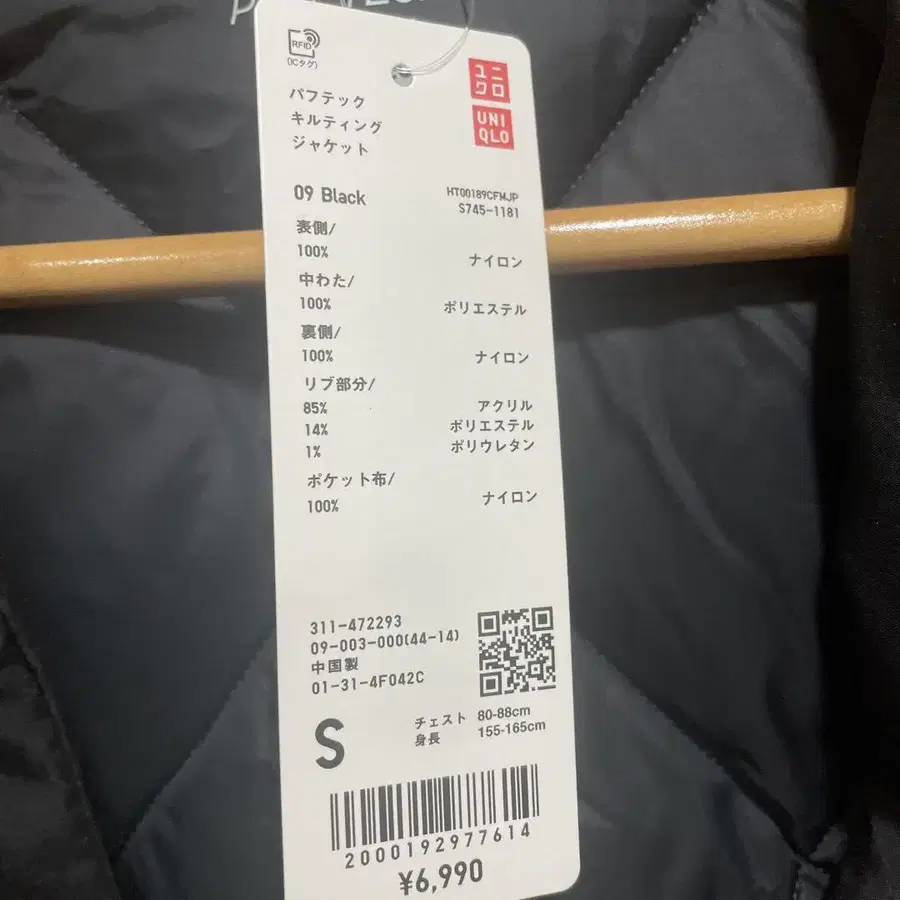 RFID
(ICタグ)
ユニ
クロ
UNI
QLO
パフテック
キルティング
ジャケット
09 Black
HT00189CFMJP
S745-1181
表側/
100% ナイロン
中わた/
100% ポリエステル
裏側/
100% ナイロン
リブ部分/
85% アクリル
14% ポリエステル
1% ポリウレタン
ポケット布/
100% ナイロン
311-472293
09-003-000(44-14)
中国製
01-31-4F042C
S
チェスト 80-88cm
身長 155-165cm
2000192977614
¥6,990